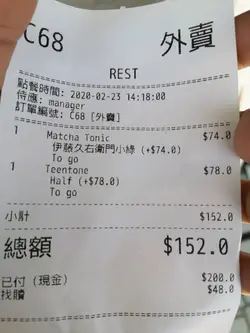 C68 外賣
REST
點餐時間: 2020-02-23 14:18:00
侍應: manager
訂單編號: C68 [外賣]
1 Matcha Tonic $74.0
伊藤久右衛門小綠 (+$74.0)
To go
1 Teentone $78.0
Half (+$78.0)
To go
小計 $152.0
總額 $152.0
已付 (現金) $200.0
找贖 $48.0